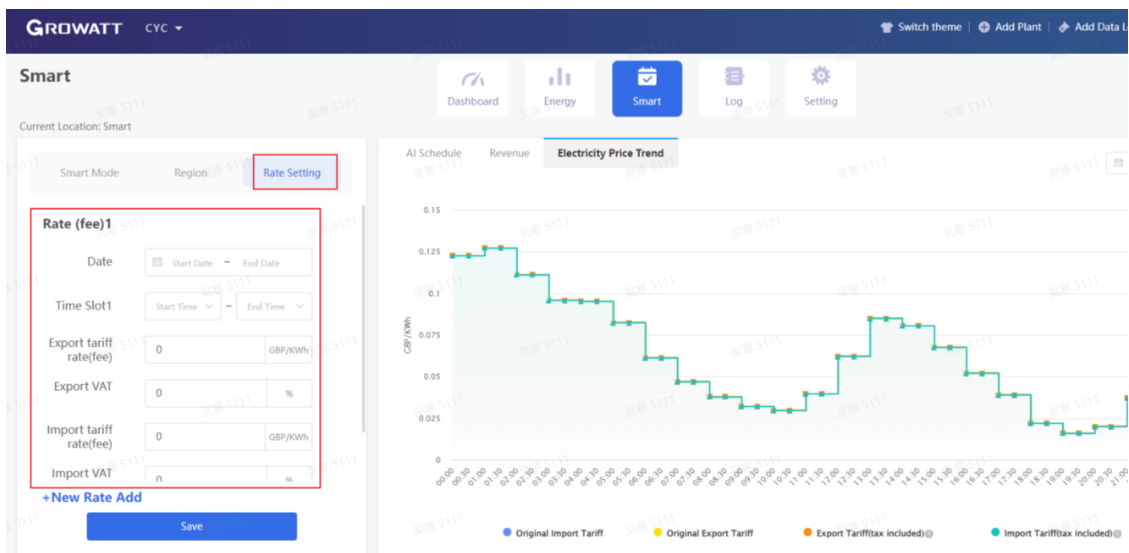 GROWATT CYC
Switch theme | Add Plant | Add Data L
Smart
Dashboard Energy Smart Log Setting
Current Location: Smart
Smart Mode Region Rate Setting
AI Schedule Revenue Electricity Price Trend
Rate (fee)1
Date Start Date ~ End Date
Time Slot1 Start Time ~ End Time
Export tariff
rate(fee) 0 GBP/KWh
Export VAT 0 %
Import tariff
rate(fee) 0 GBP/KWh
Import VAT 0 %
+New Rate Add
Save
GBP/KWh
0.15
0.125
0.1
0.075
0.05
0.025
0
00:00 00:30 01:00 01:30 02:00 02:30 03:00 03:30 04:00 04:30 05:00 05:30 06:00 06:30 07:00 07:30 08:00 08:30 09:00 09:30 10:00 10:30 11:00 11:30 12:00 12:30 13:00 13:30 14:00 14:30 15:00 15:30 16:00 16:30 17:00 17:30 18:00 18:30 19:00 19:30 20:00 20:30 21:00
Original Import Tariff Original Export Tariff Export Tariff(tax included) Import Tariff(tax included)